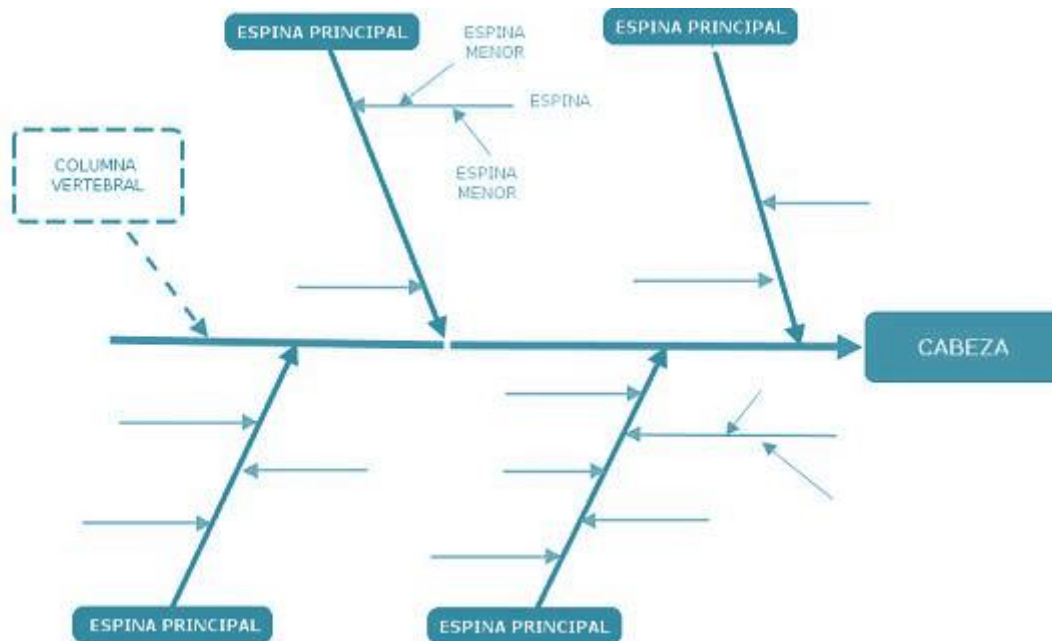 ESPINA PRINCIPAL
ESPINA PRINCIPAL
ESPINA
MENOR
ESPINA
COLUMNA
VERTEBRAL
ESPINA
MENOR
CABEZA
ESPINA PRINCIPAL
ESPINA PRINCIPAL